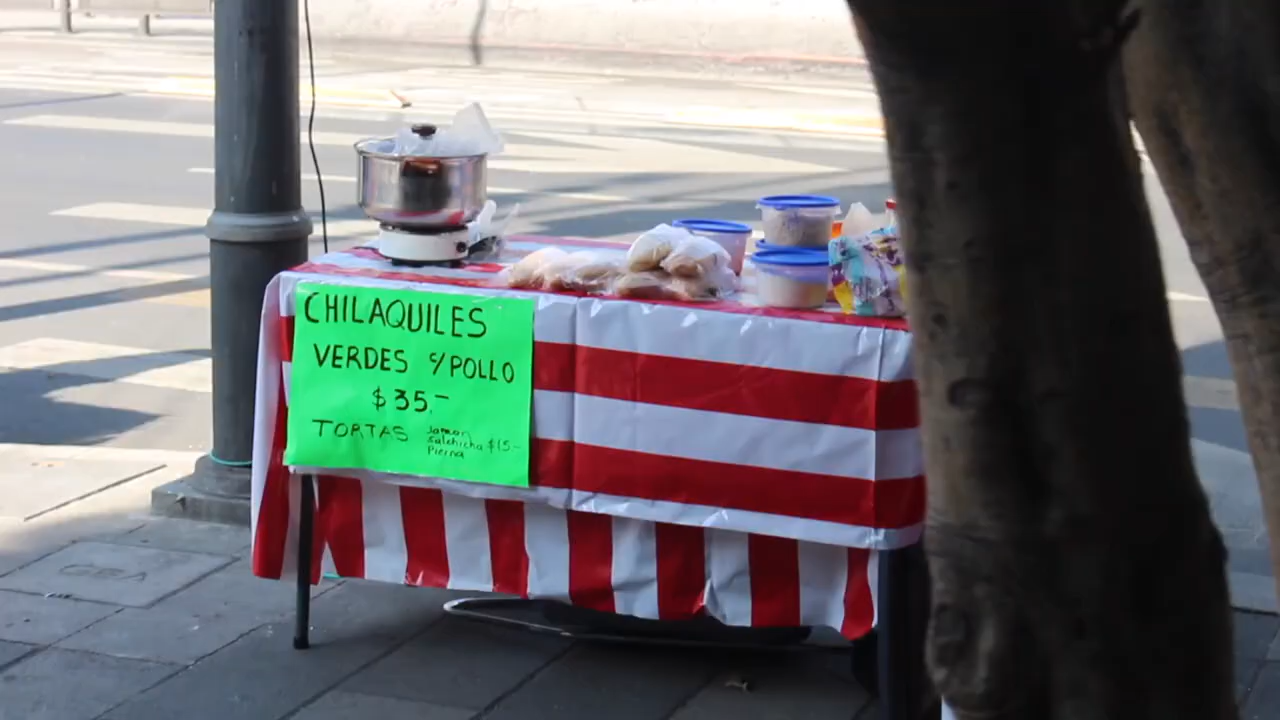 CHILAQUILES
VERDES C/POLLO
$35.-
TORTAS Jamon
Salchicha $15.-
Pierna